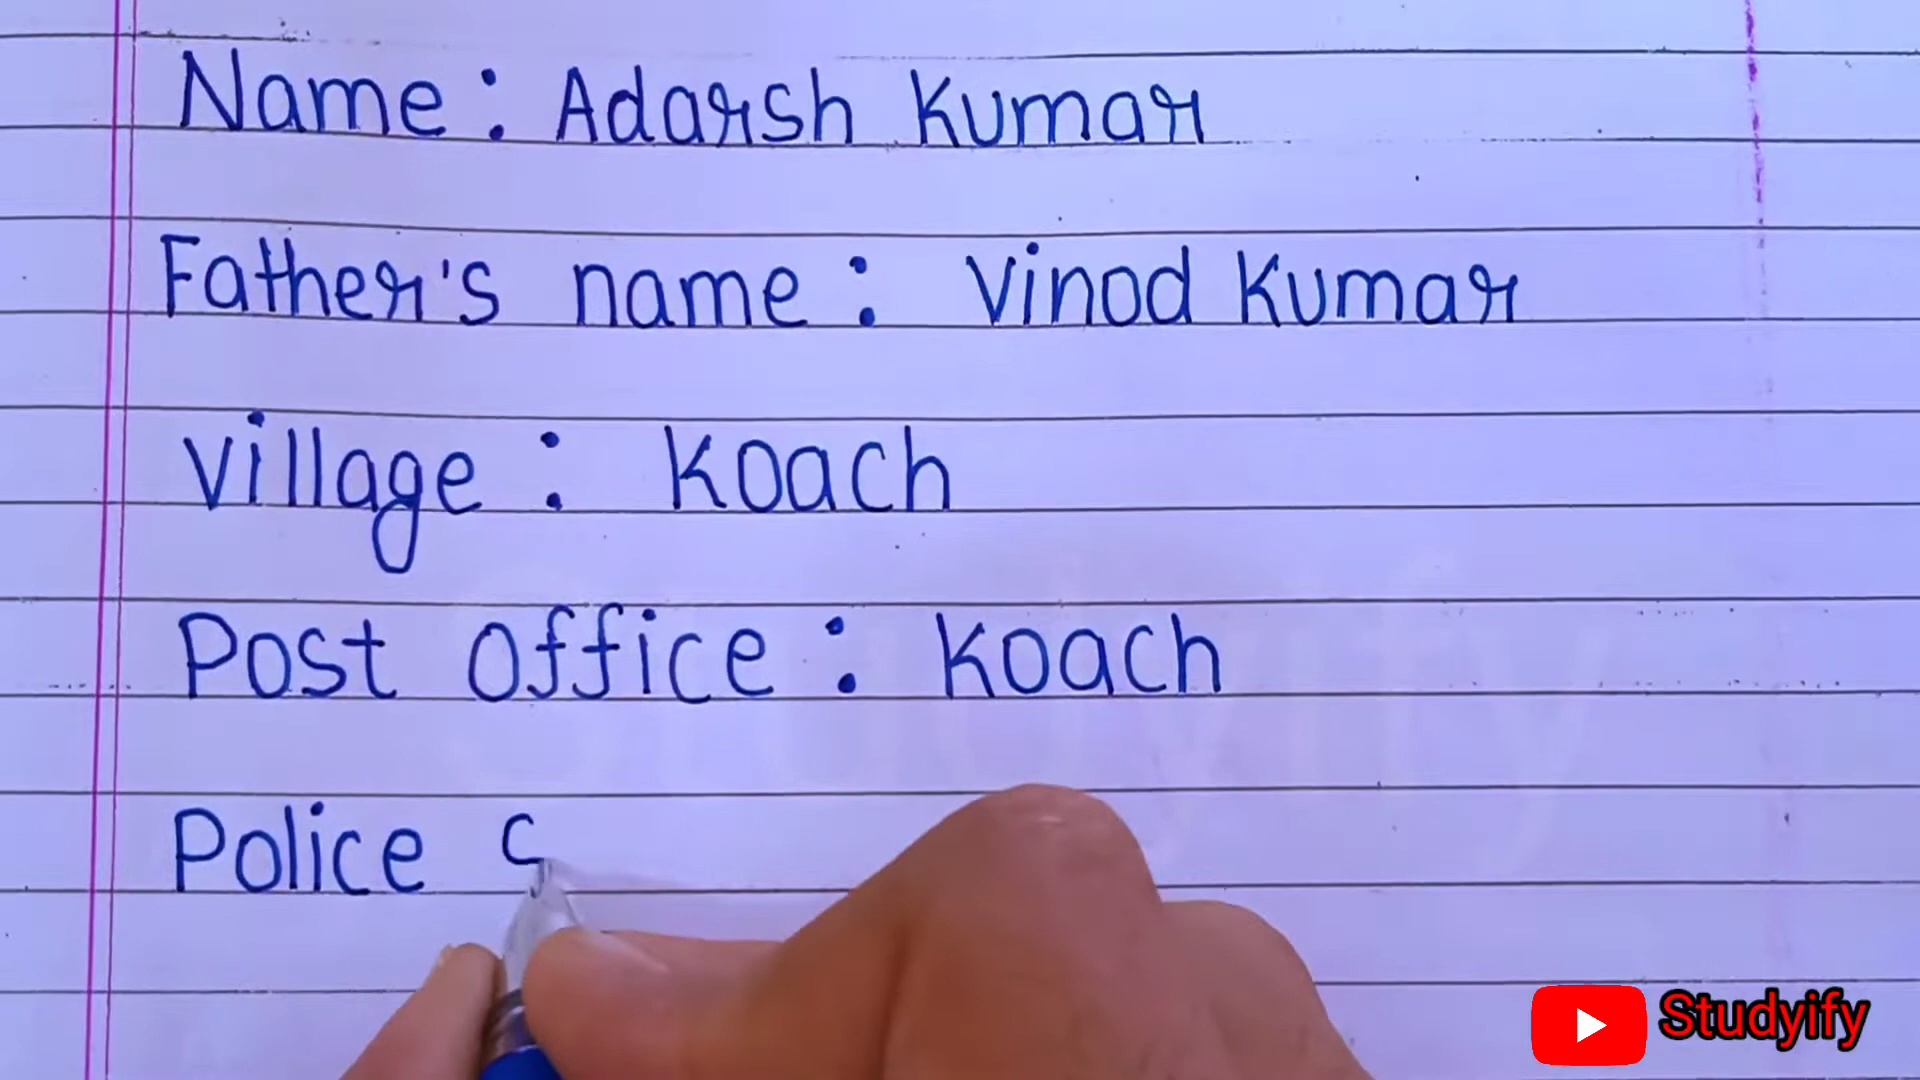 Name : Adarsh Kumar
Father's name : Vinod Kumar
Village : Koach
Post Office : Koach
Police
Studyify